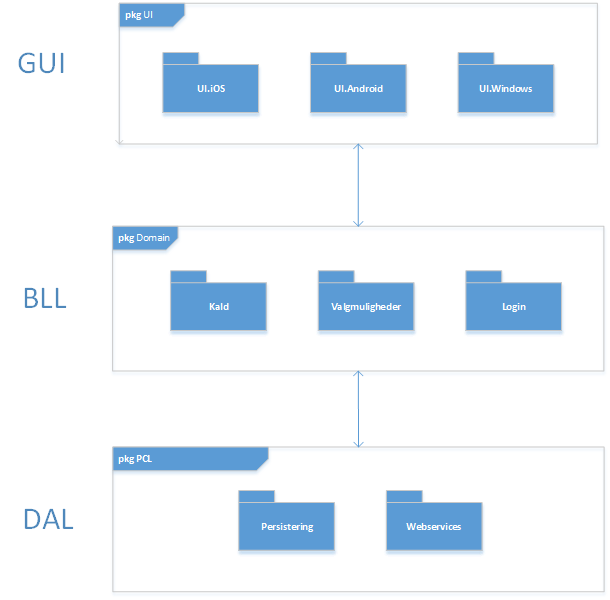 pkg UI
GUI
UI.iOS
UI.Android
UI.Windows
pkg Domain
BLL
Kald
Valgmuligheder
Login
pkg PCL
DAL
Persistering
Webservices